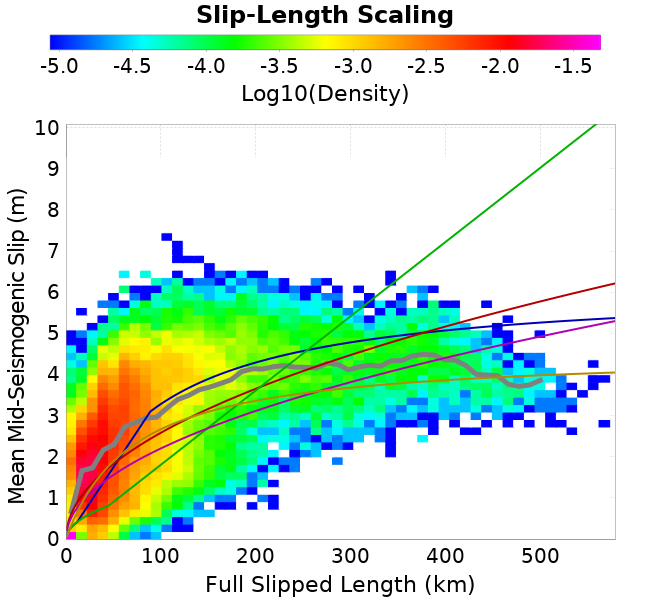 Slip-Length Scaling
-5.0 -4.5 -4.0 -3.5 -3.0 -2.5 -2.0 -1.5
Log10(Density)
10
9
8
7
6
5
4
3
2
1
0
Mean Mid-Seismogenic Slip (m)
0 100 200 300 400 500
Full Slipped Length (km)